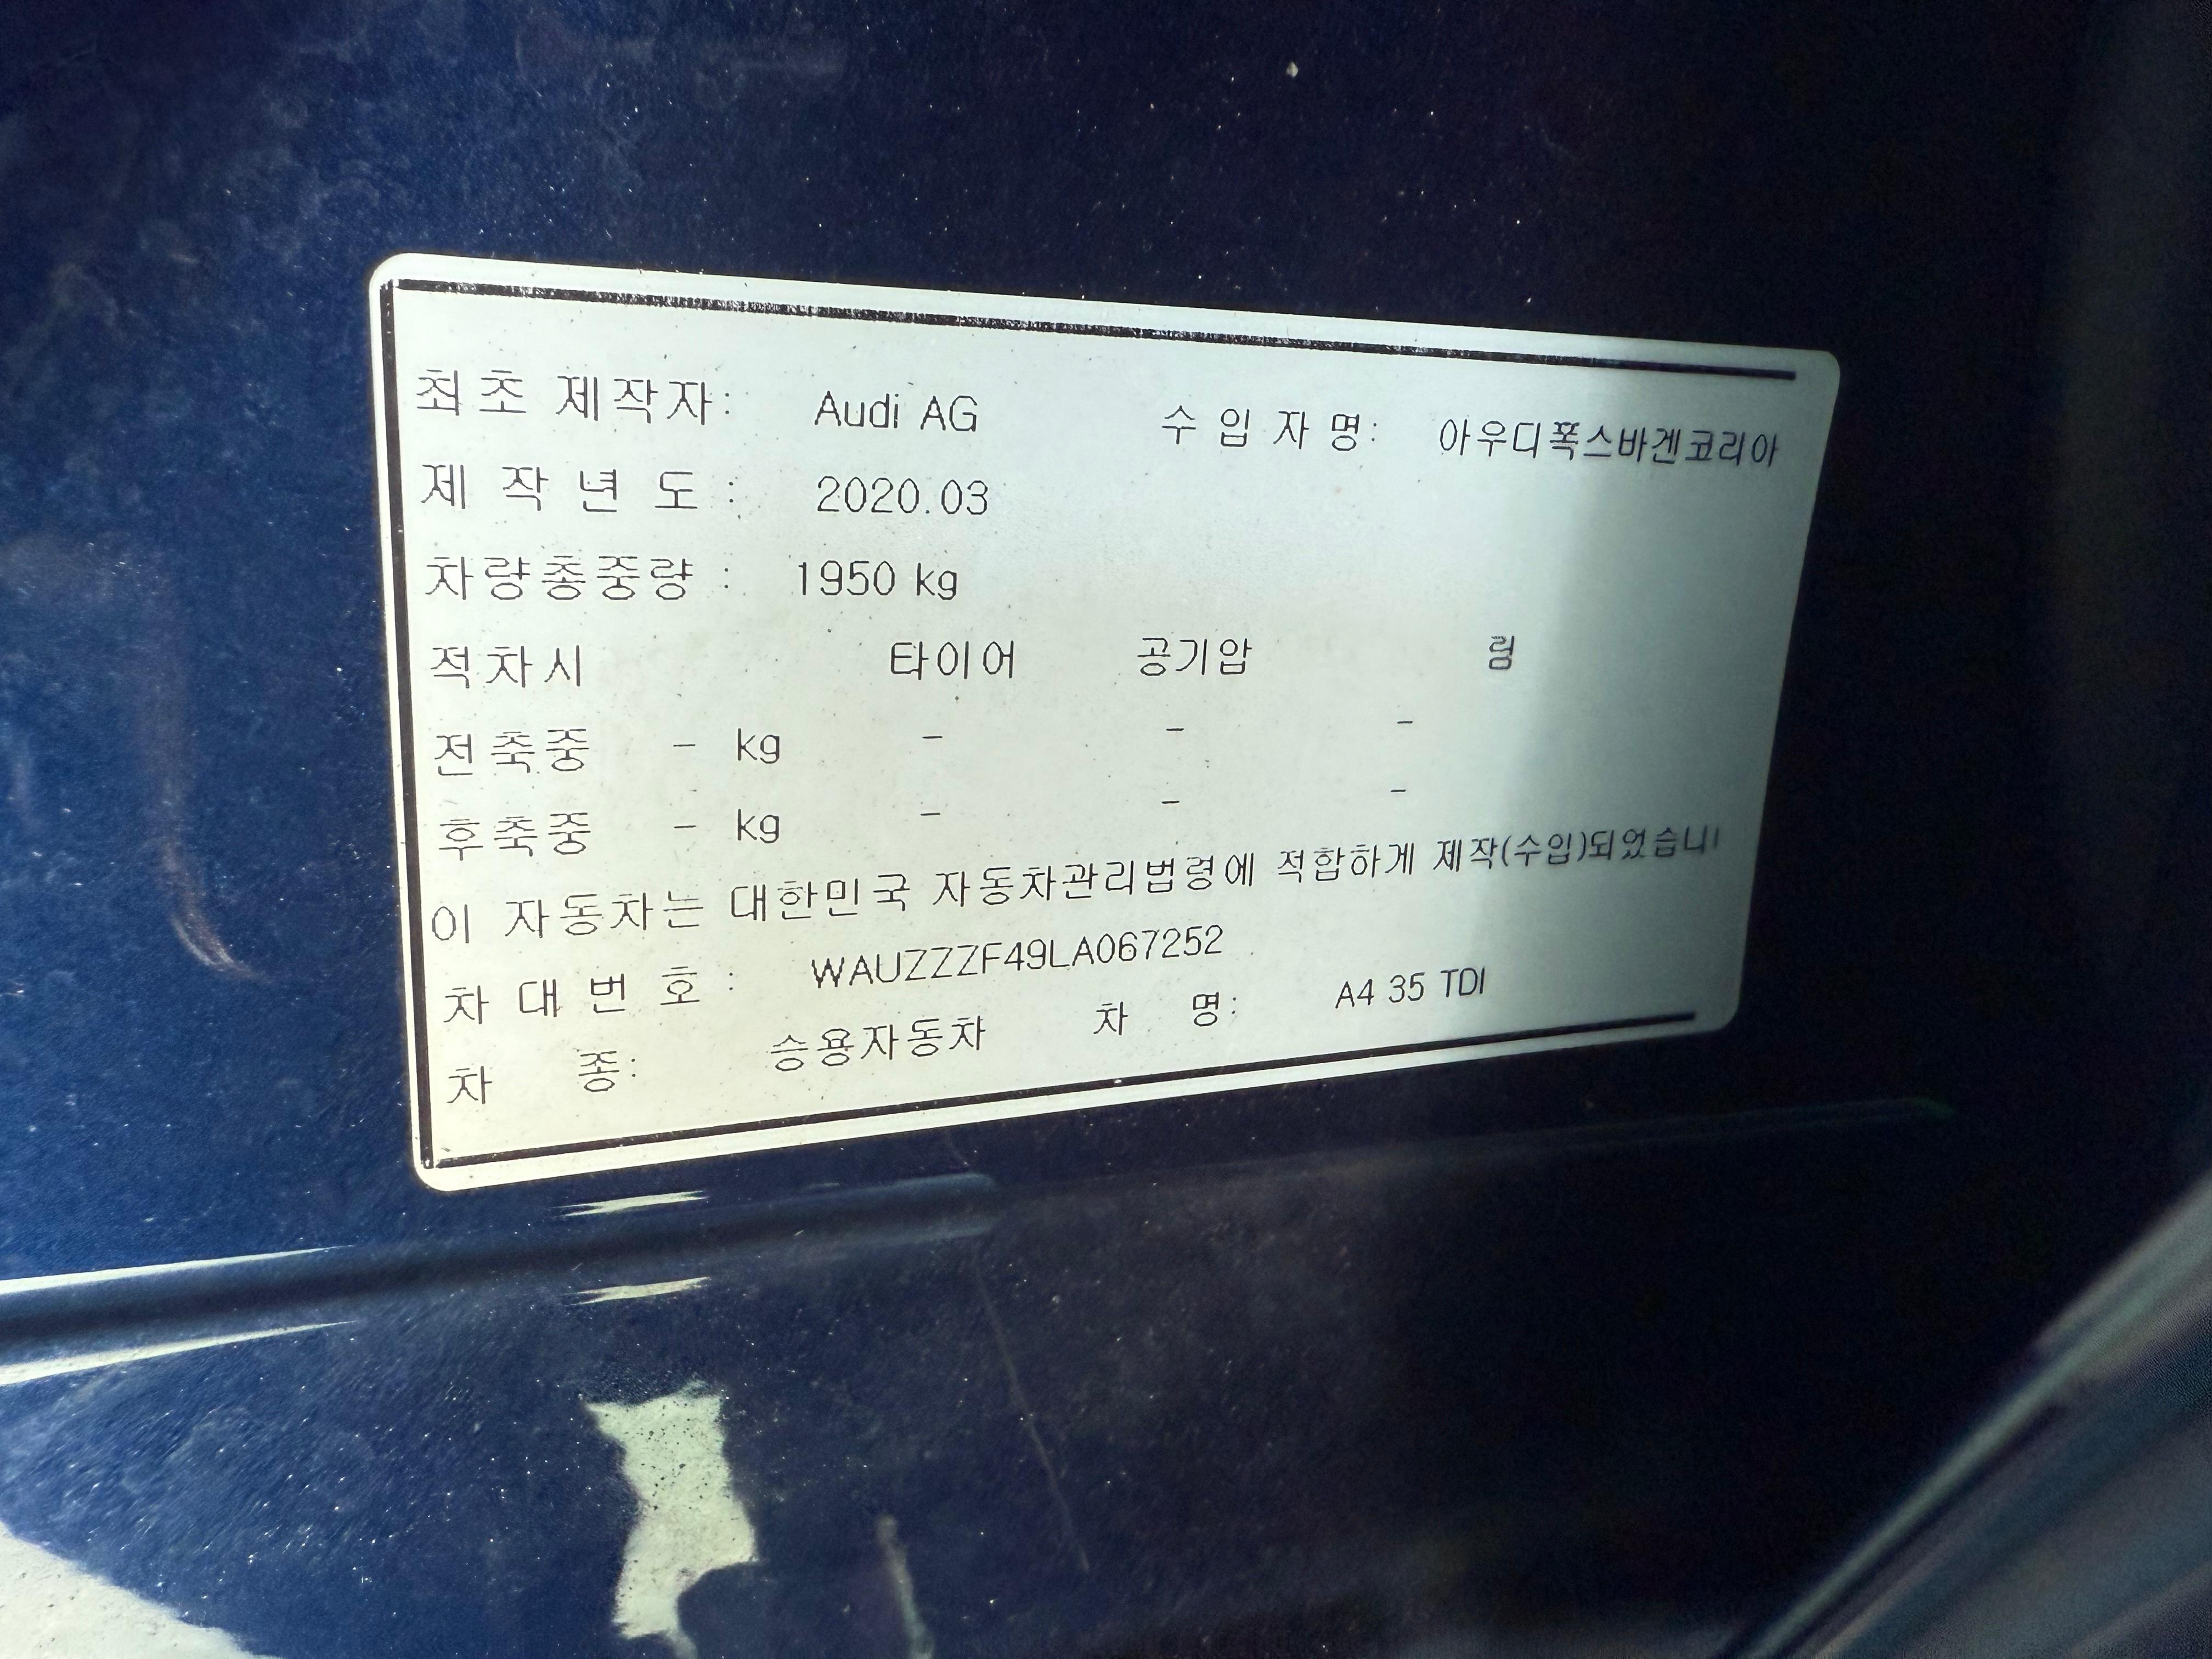 최초 제작자: Audi AG 수 입 자 명: 아우디폭스바겐코리아
제 작 년 도 : 2020.03
차량총중량 : 1950 kg
적차시 타이어 공기압 림
전축중 - kg - - -
후축중 - kg - - -
이 자동차는 대한민국 자동차관리법령에 적합하게 제작(수입)되었습니
차 대 번 호 : WAUZZZF49LA067252
차 종: 승용자동차 차 명: A4 35 TDI